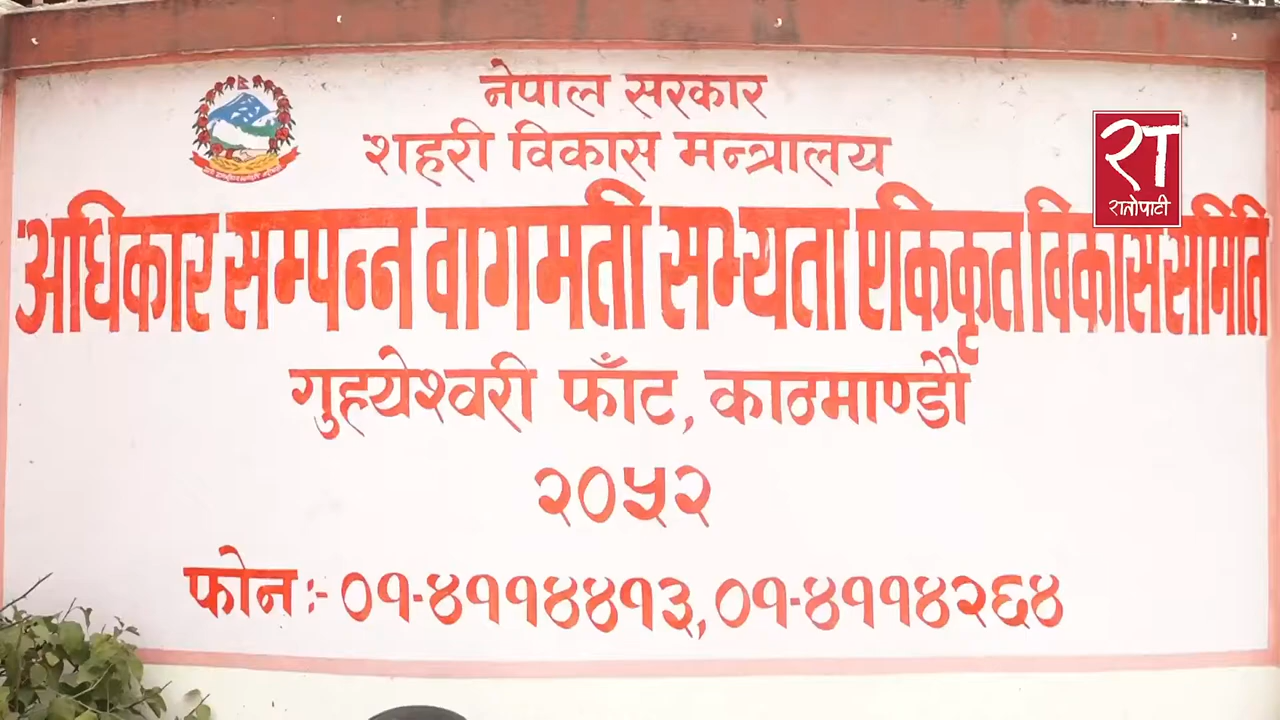 नेपाल सरकार
शहरी विकास मन्त्रालय
"अधिकार सम्पन्न वागमती सभ्यता एकिकृत विकास समिति
गुह्येश्वरी फाँट, काठमाण्डौ
२०५२
फोन :- ०१-४११४४१३, ०१-४११४२६४
रा
रातोपाटी